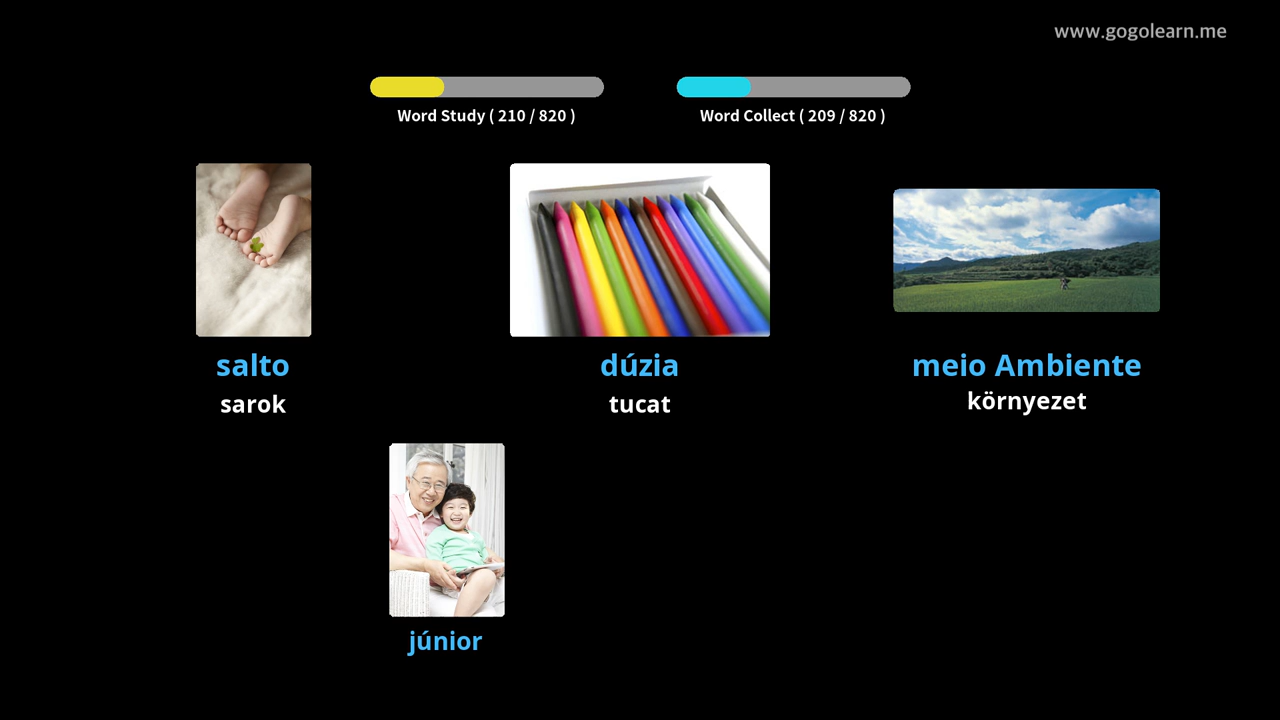 www.gogolearn.me
Word Study ( 210 / 820 )
Word Collect ( 209 / 820 )
salto
sarok
dúzia
tucat
meio Ambiente
környezet
júnior